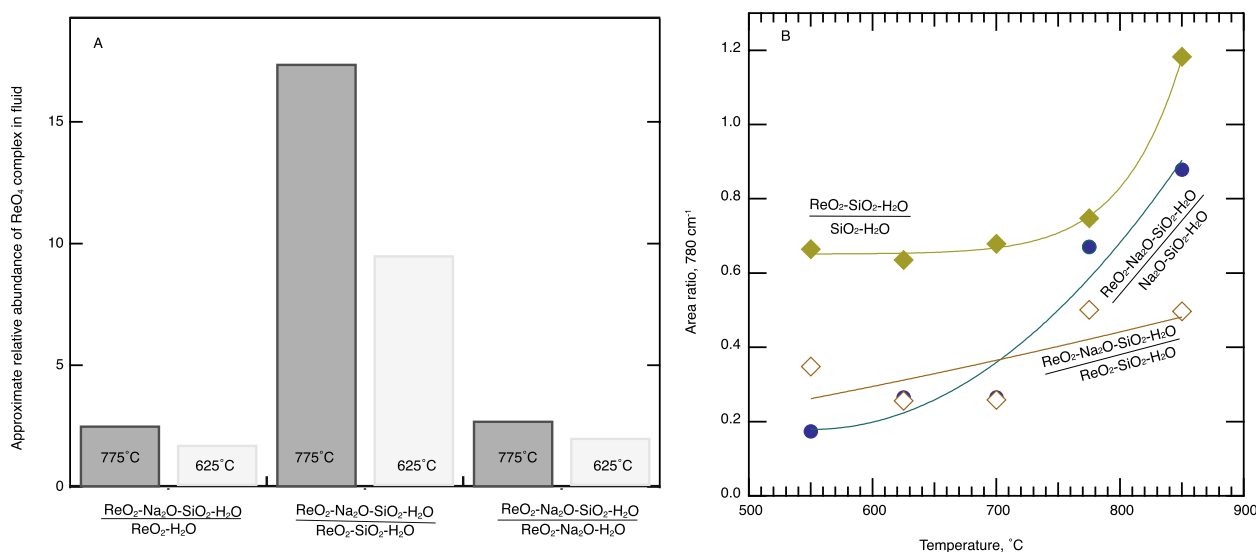 A
Approximate relative abundance of ReO₄ complex in fluid
15
10
5
0
775˚C
625˚C
775˚C
625˚C
775˚C
625˚C
ReO₂-Na₂O-SiO₂-H₂O
ReO₂-H₂O
ReO₂-Na₂O-SiO₂-H₂O
ReO₂-SiO₂-H₂O
ReO₂-Na₂O-SiO₂-H₂O
ReO₂-Na₂O-H₂O
B
Area ratio, 780 cm⁻¹
1.2
1.0
0.8
0.6
0.4
0.2
0.0
ReO₂-SiO₂-H₂O
SiO₂-H₂O
ReO₂-Na₂O-SiO₂-H₂O
Na₂O-SiO₂-H₂O
ReO₂-Na₂O-SiO₂-H₂O
ReO₂-SiO₂-H₂O
500
600
700
800
900
Temperature, ˚C